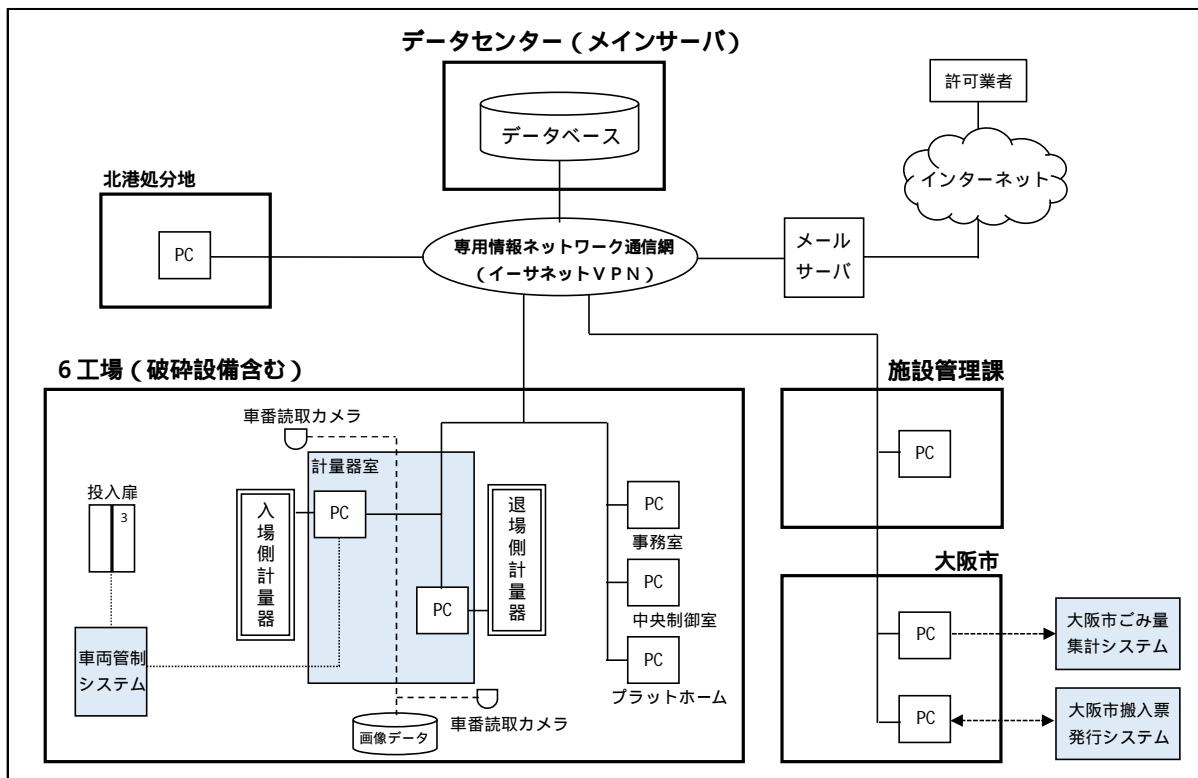 データセンター(メインサーバ)
データベース
許可業者
インターネット
北港処分地
PC
専用情報ネットワーク通信網
(イーサネットVPN)
メール
サーバ
6工場(破砕設備含む)
車番読取カメラ
計量器室
投入扉
3
入場側計量器
PC
退場側計量器
PC
PC
事務室
PC
中央制御室
PC
プラットホーム
車両管制
システム
車番読取カメラ
画像データ
施設管理課
PC
大阪市
PC
大阪市ごみ量
集計システム
PC
大阪市搬入票
発行システム